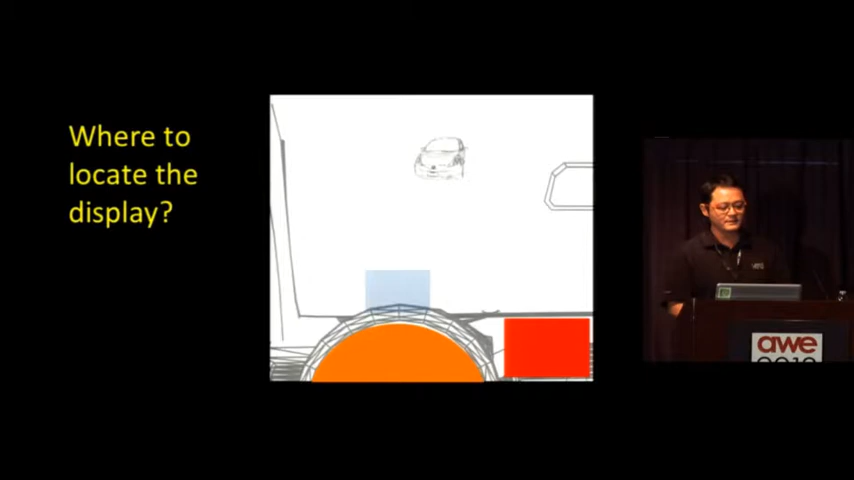 Where to
locate the
display?
awe